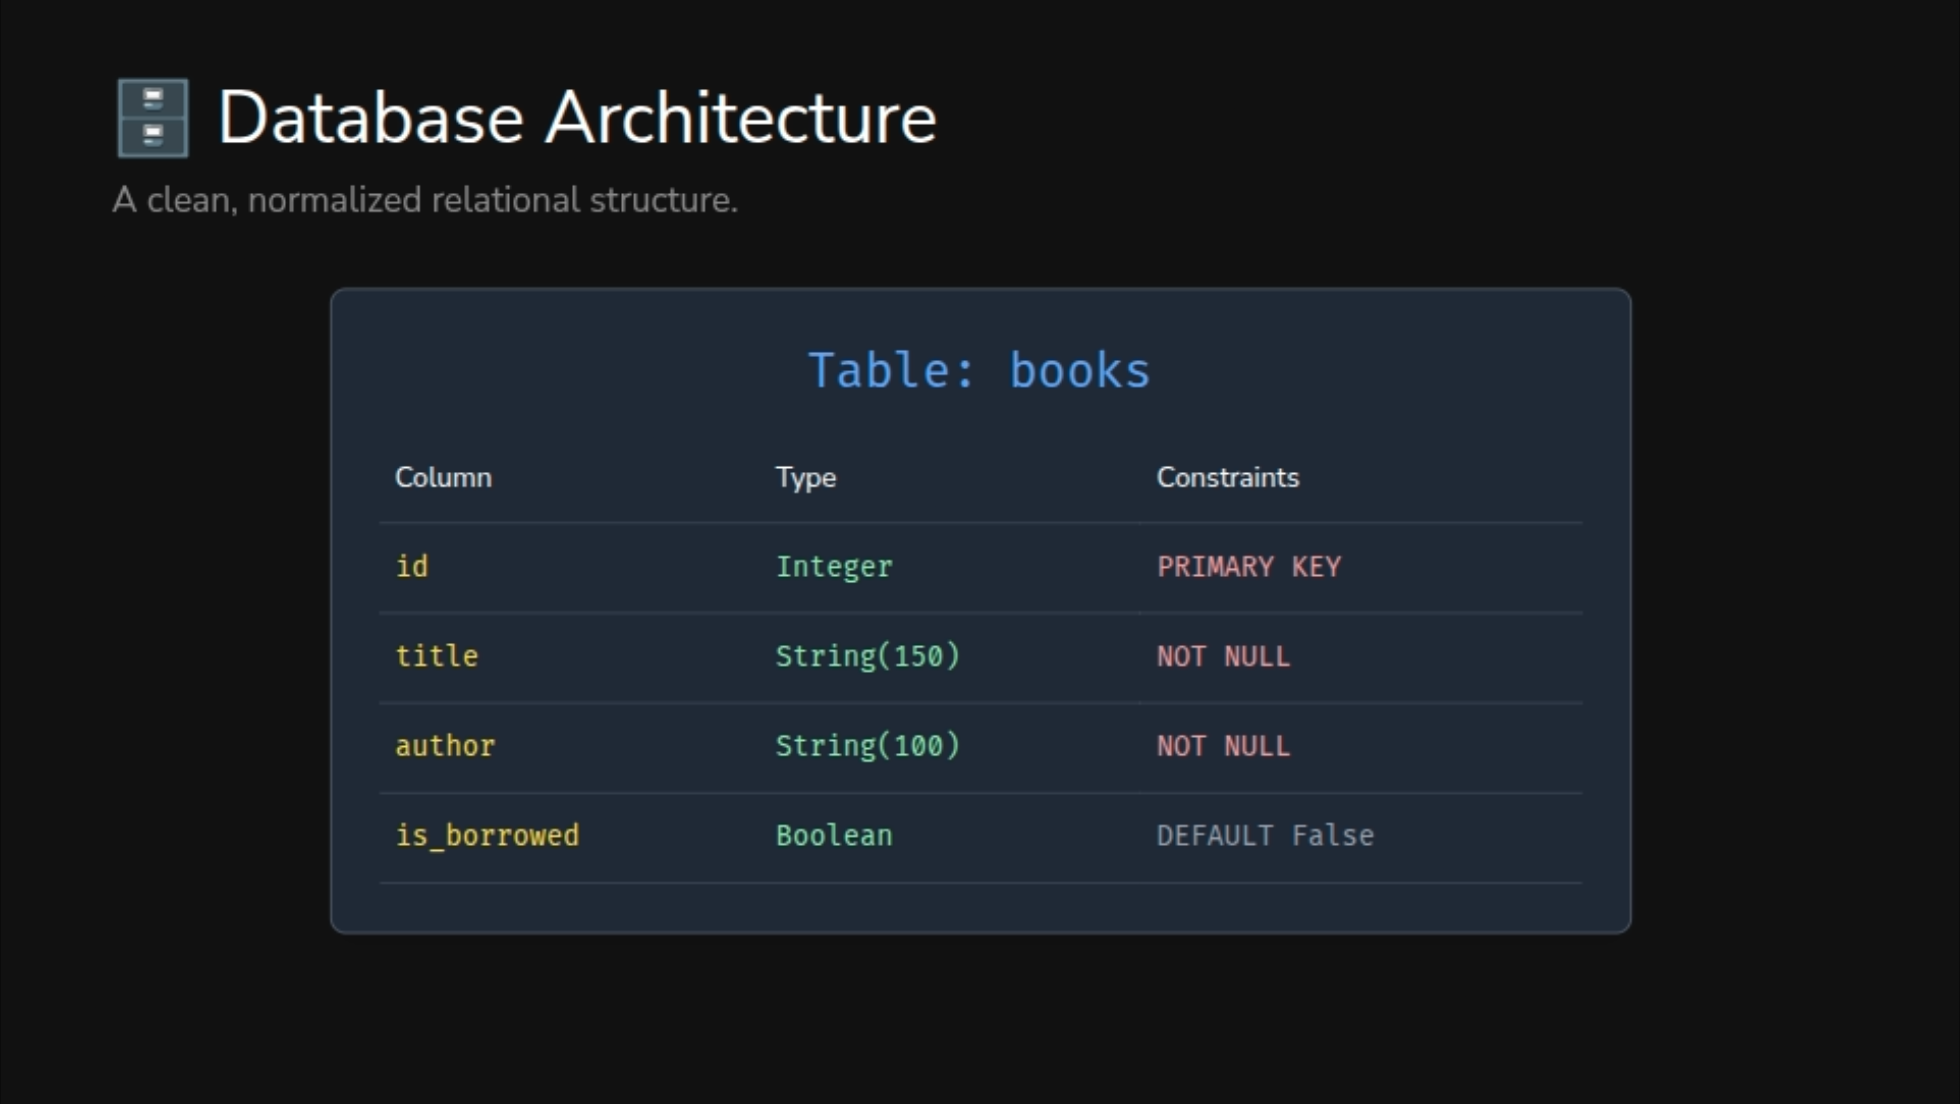 Database Architecture
A clean, normalized relational structure.
Table: books
Column Type Constraints
id Integer PRIMARY KEY
title String(150) NOT NULL
author String(100) NOT NULL
is_borrowed Boolean DEFAULT False